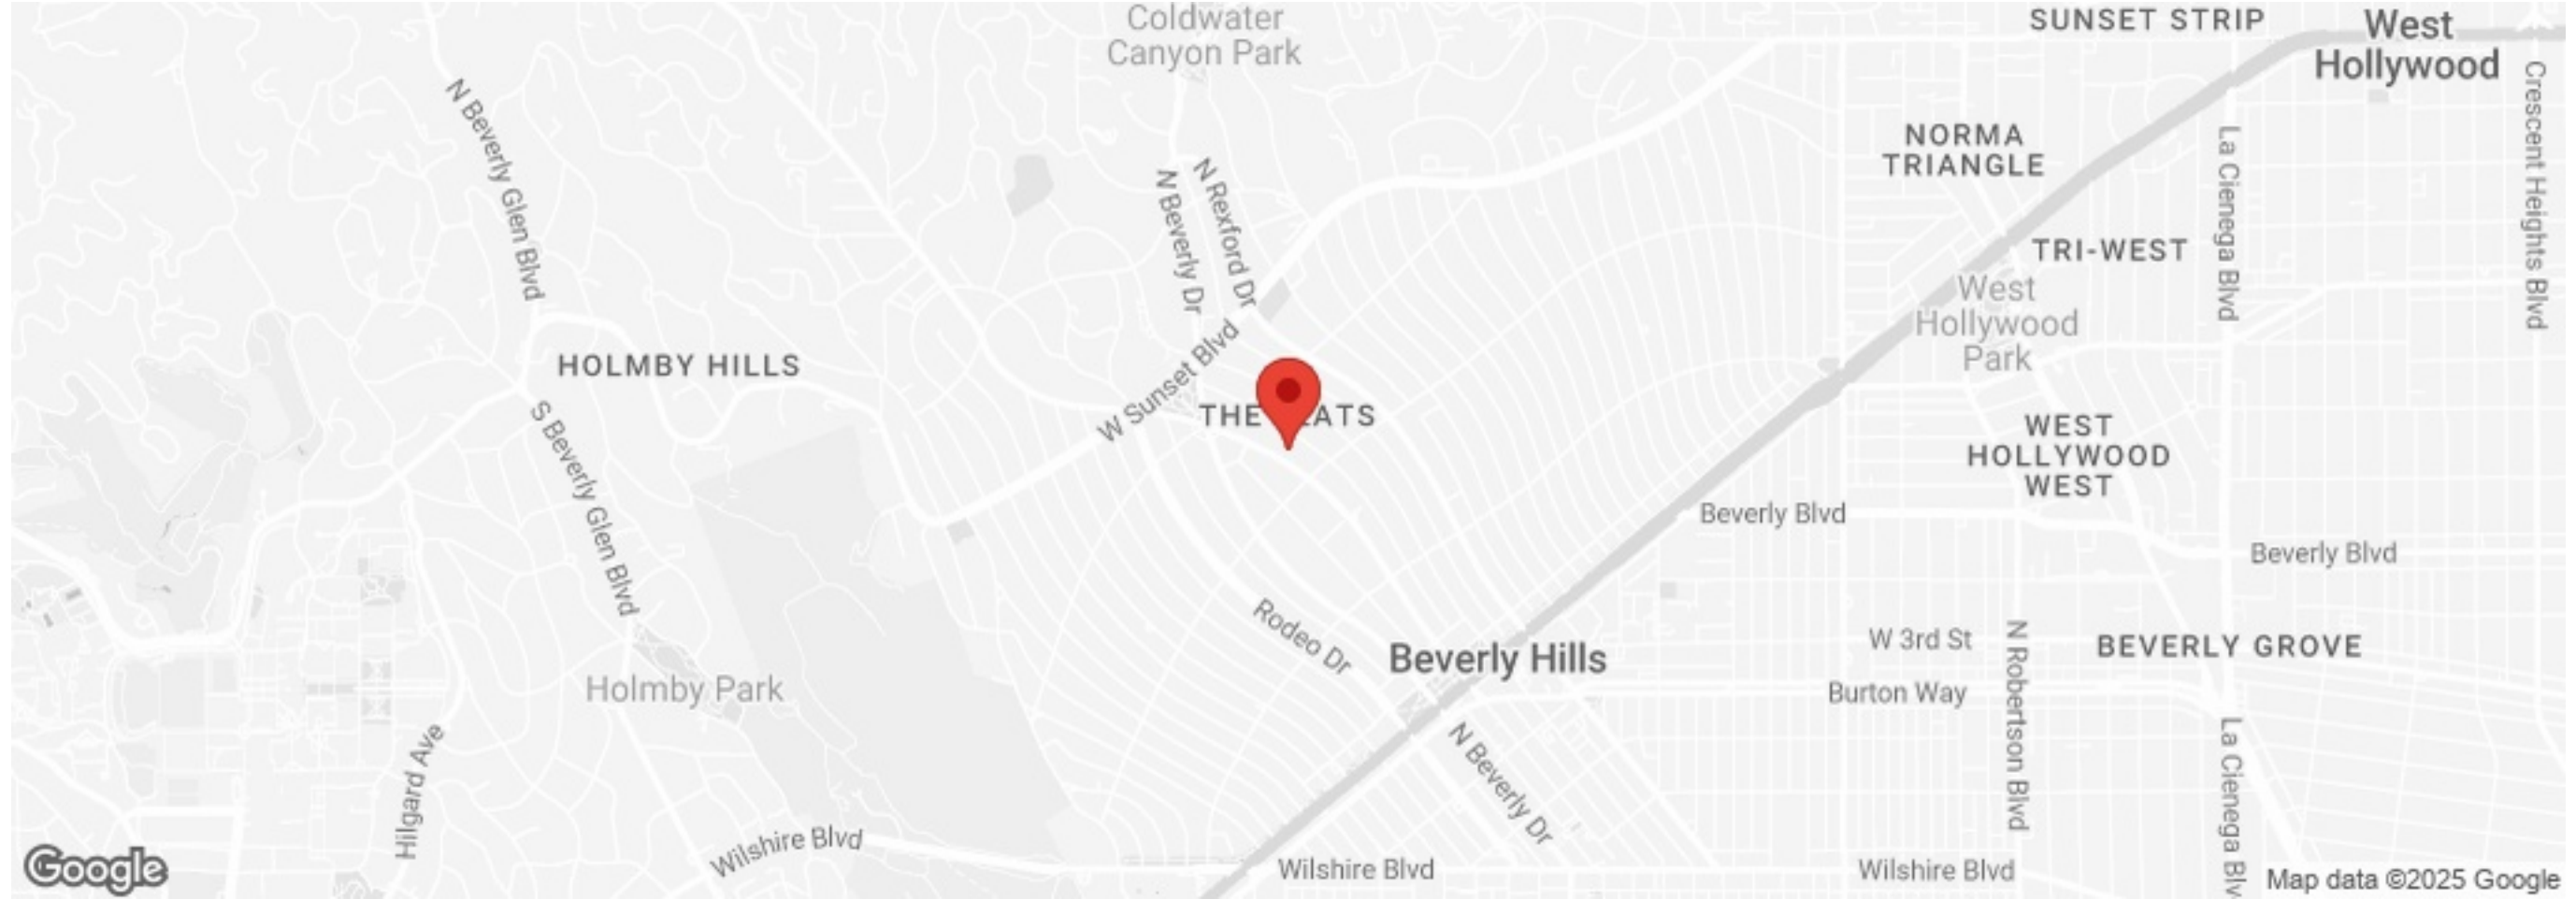 Coldwater
Canyon Park
SUNSET STRIP
West
Hollywood
N Beverly Glen Blvd
N Beverly Dr
N Rexford Dr
NORMA
TRIANGLE
La Cienega Blvd
Crescent Heights Blvd
TRI-WEST
West
Hollywood
Park
HOLMBY HILLS
W Sunset Blvd
THE ATS
S Beverly Glen Blvd
WEST
HOLLYWOOD
WEST
Beverly Blvd
Beverly Blvd
Rodeo Dr
Beverly Hills
W 3rd St
N Robertson Blvd
BEVERLY GROVE
Holmby Park
Burton Way
Hilgard Ave
N Beverly Dr
La Cienega Blv
Wilshire Blvd
Wilshire Blvd
Wilshire Blvd
Google
Map data ©2025 Google